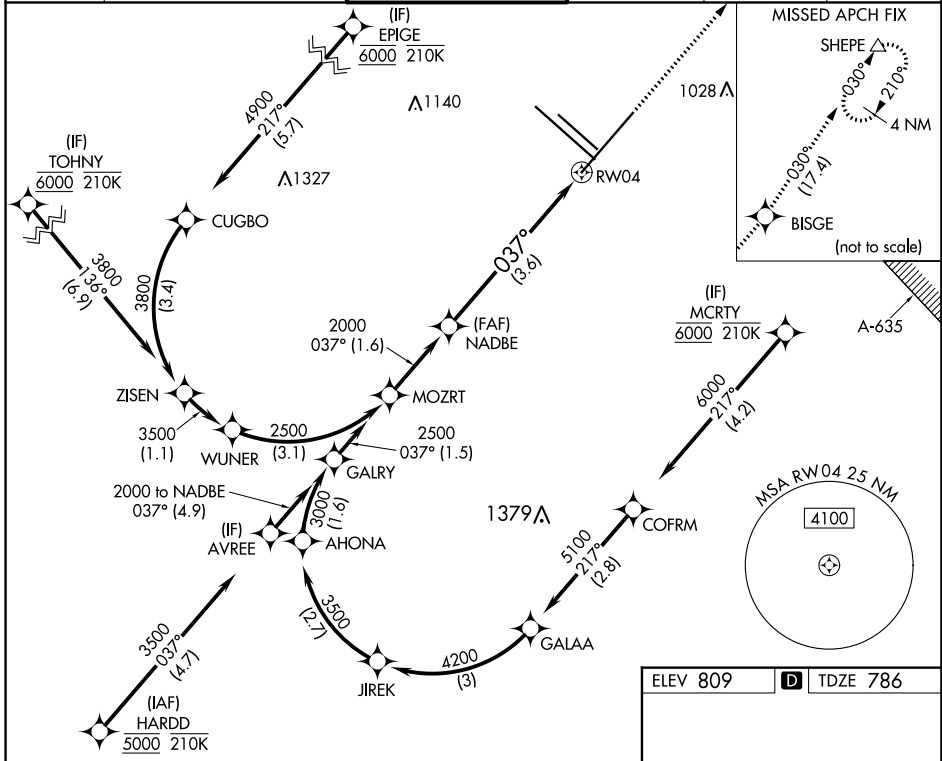 (IF)
EPIGE
6000 210K
4900
217°
(5.7)
1140
1028
MISSED APCH FIX
SHEPE
030°
210°
4 NM
030°
(17.4)
BISGE
(not to scale)
(IF)
TOHNY
6000 210K
1327
CUGBO
RW04
3800
136°
(6.9)
3800
(3.4)
037°
(3.6)
A-635
(IF)
MCRTY
6000 210K
2000
037° (1.6)
(FAF)
NADBE
6000
217°
(4.2)
ZISEN
MOZRT
3500
(1.1)
WUNER
2500
(3.1)
2500
037° (1.5)
GALRY
2000 to NADBE
037° (4.9)
3000
(1.6)
(IF)
AVREE
AHONA
1379
COFRM
MSA RW04 25 NM
4100
5100
217°
(2.8)
3500
037°
(4.7)
3500
(2.7)
GALAA
4200
(3)
JIREK
(IAF)
HARDD
5000 210K
ELEV 809
D
TDZE 786